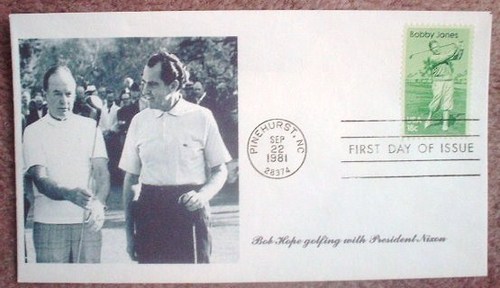 Bobby Jones
USA
18c
PINEHURST, NC
SEP
22
1981
28374
FIRST DAY OF ISSUE
Bob Hope golfing with President Nixon